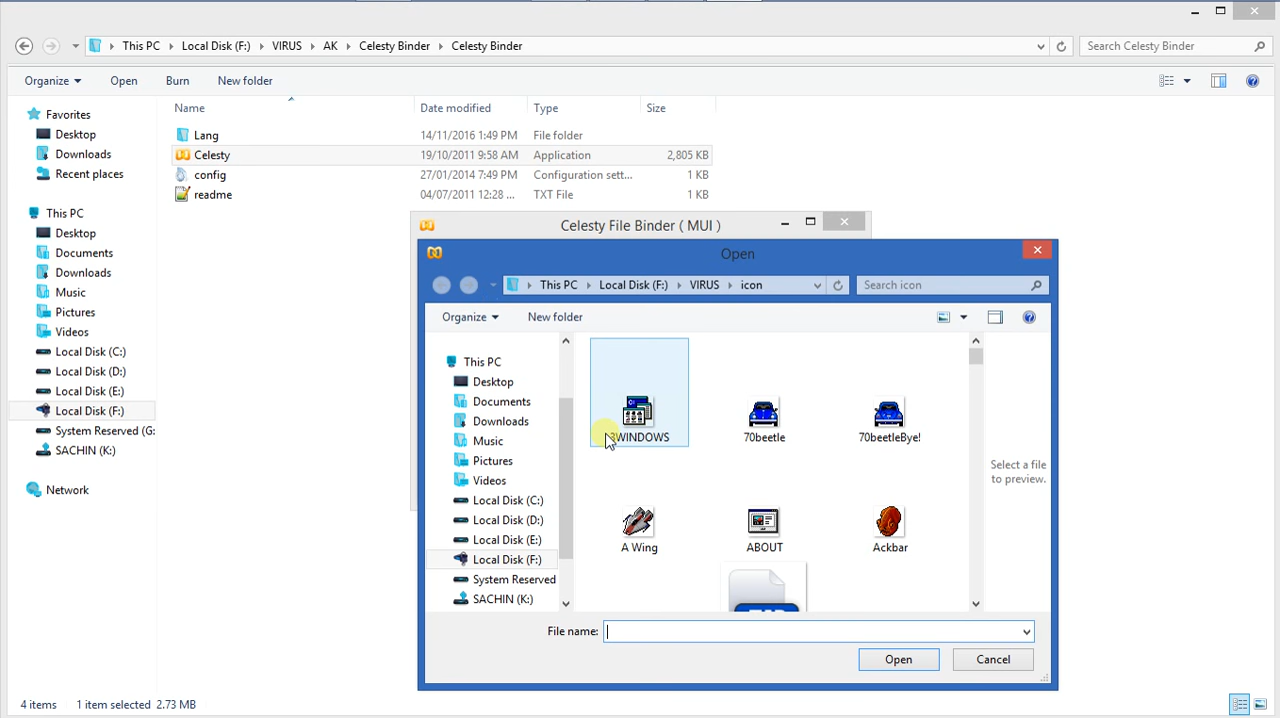 This PC Local Disk (F:) VIRUS AK Celesty Binder Celesty Binder
Search Celesty Binder
Organize Open Burn New folder
Name Date modified Type Size
Favorites
Desktop
Downloads
Recent places
This PC
Desktop
Documents
Downloads
Music
Pictures
Videos
Local Disk (C:)
Local Disk (D:)
Local Disk (E:)
Local Disk (F:)
System Reserved (G:
SACHIN (K:)
Network
Lang 14/11/2016 1:49 PM File folder
Celesty 19/10/2011 9:58 AM Application 2,805 KB
config 27/01/2014 7:49 PM Configuration sett... 1 KB
readme 04/07/2011 12:28 ... TXT File 1 KB
Celesty File Binder ( MUI )
Open
This PC Local Disk (F:) VIRUS icon
Search icon
Organize New folder
This PC
Desktop
Documents
Downloads
Music
Pictures
Videos
Local Disk (C:)
Local Disk (D:)
Local Disk (E:)
Local Disk (F:)
System Reserved
SACHIN (K:)
70beetle 70beetleBye!
A Wing ABOUT Ackbar
Select a file
to preview.
File name:
Open Cancel
4 items 1 item selected 2.73 MB